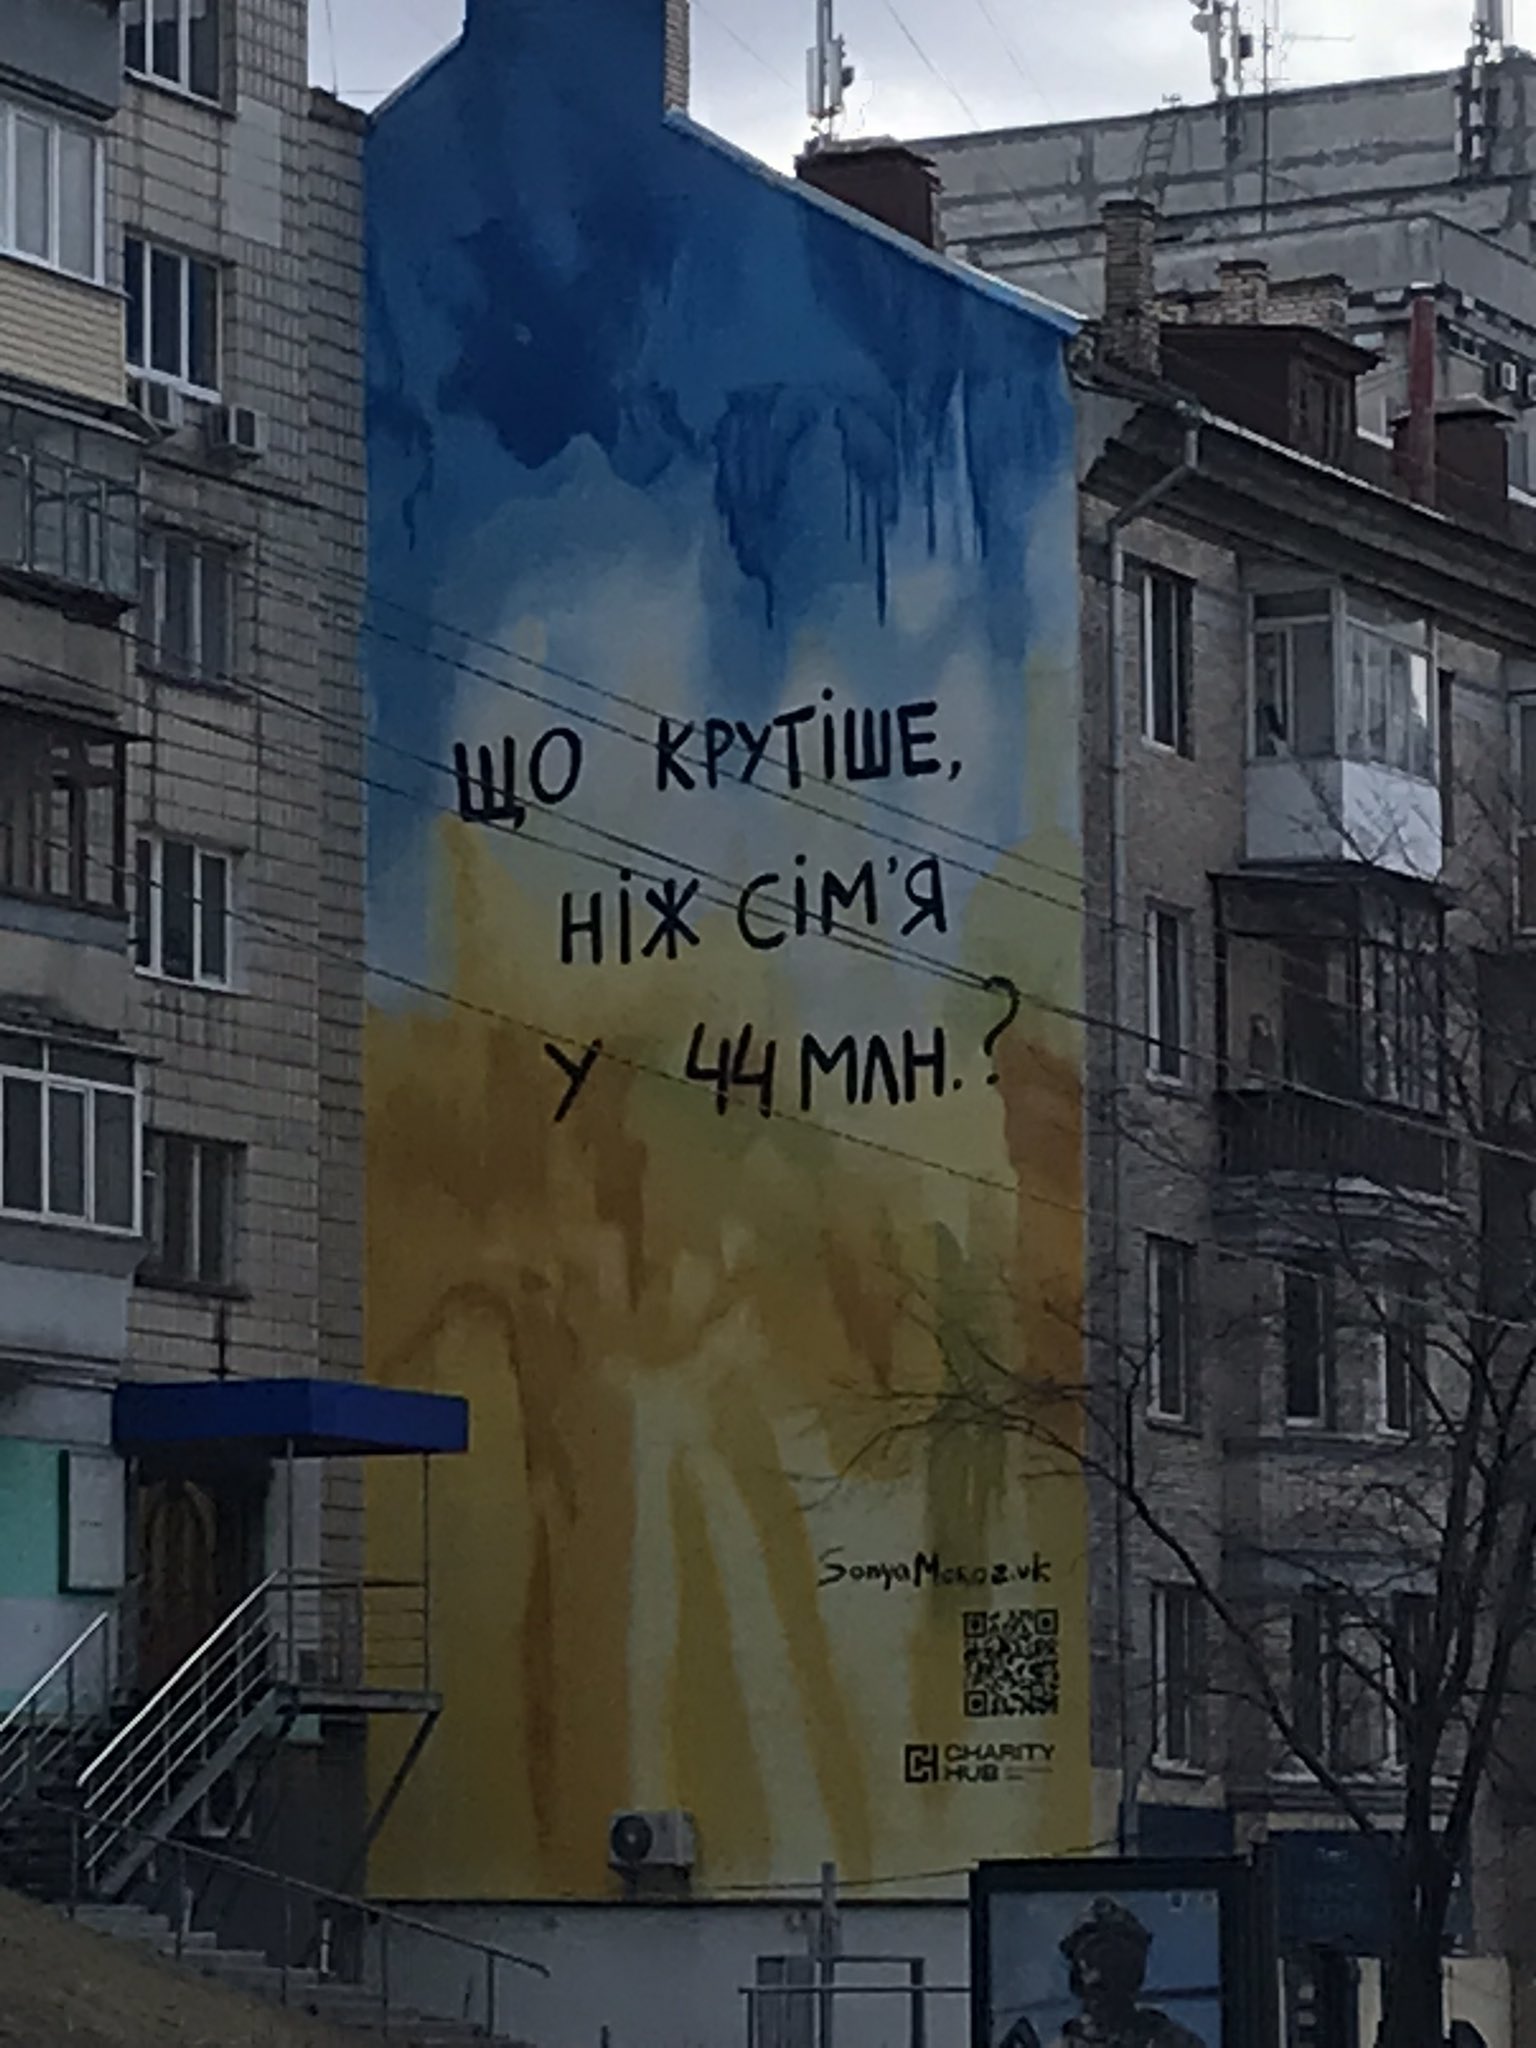 ЩО КРУТІШЕ,
НІЖ СІМ'Я
У 44 МЛН.?
SonyaMoroz.uk
CHARITY
HUB